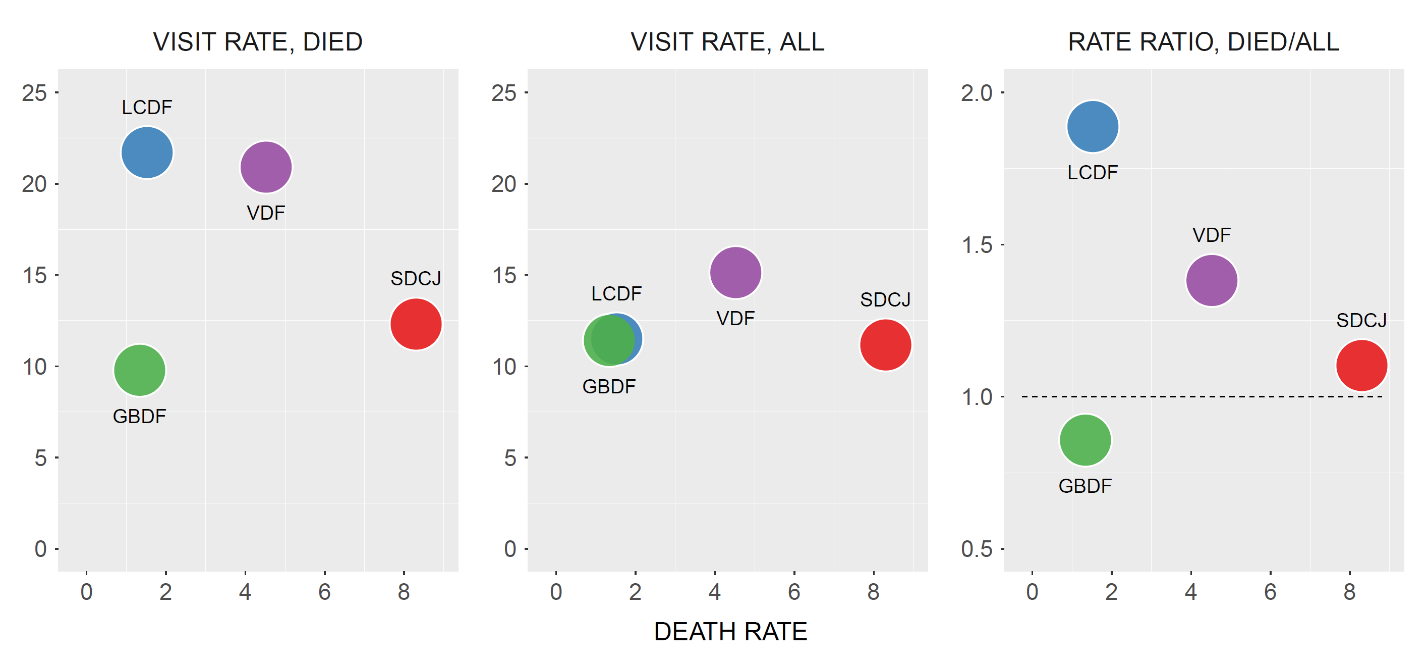 VISIT RATE, DIED
VISIT RATE, ALL
RATE RATIO, DIED/ALL
25
20
15
10
5
0
LCDF
VDF
SDCJ
GBDF
0 2 4 6 8
25
20
15
10
5
0
LCDF
VDF
SDCJ
GBDF
0 2 4 6 8
2.0
1.5
1.0
0.5
LCDF
VDF
SDCJ
GBDF
0 2 4 6 8
DEATH RATE